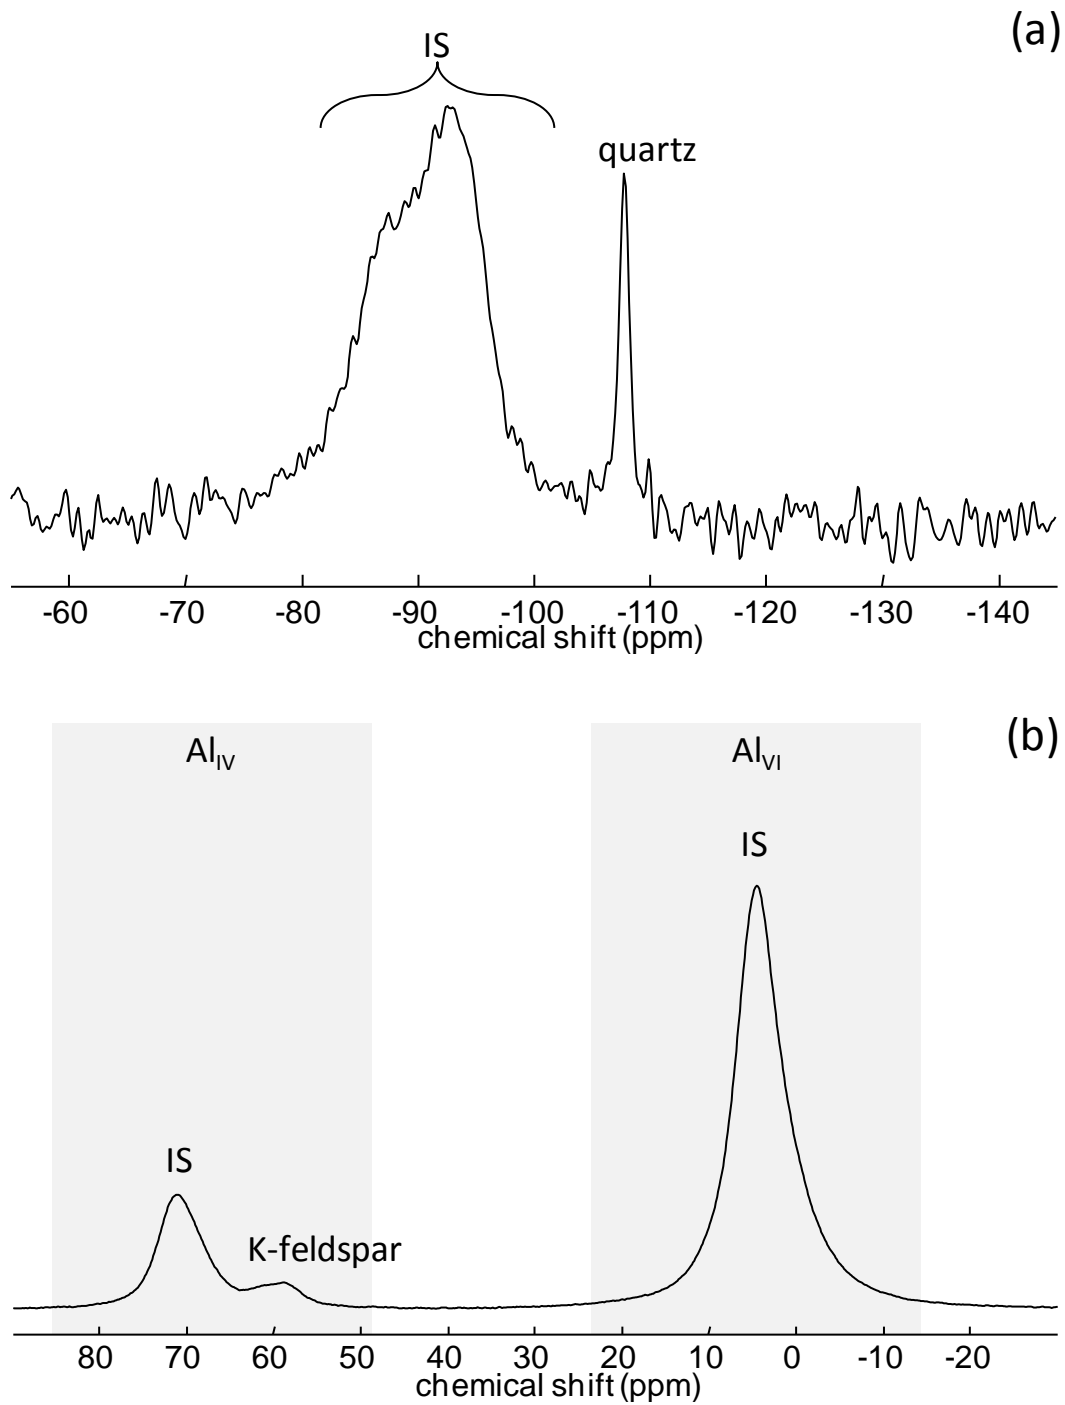 (a)
IS
quartz
-60 -70 -80 -90 -100 -110 -120 -130 -140
chemical shift (ppm)
(b)
Al_IV Al_VI
IS
IS
K-feldspar
80 70 60 50 40 30 20 10 0 -10 -20
chemical shift (ppm)